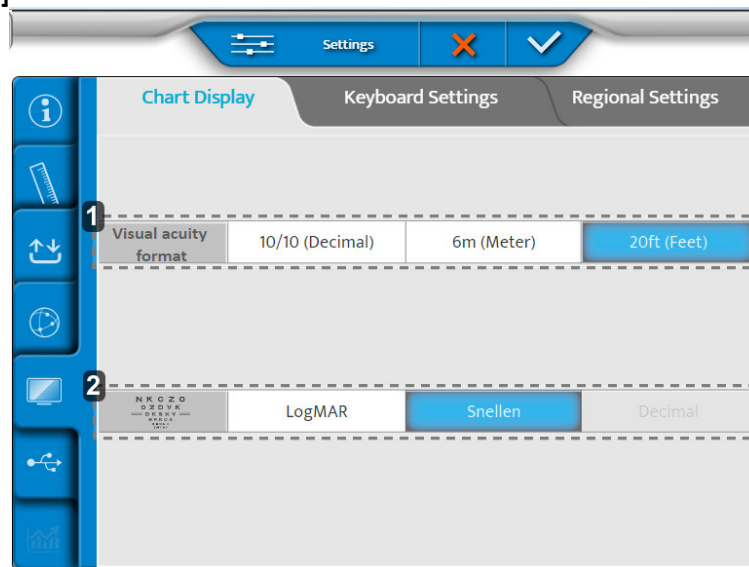 ]
Settings
Chart Display
Keyboard Settings
Regional Settings
1
Visual acuity
format
10/10 (Decimal)
6m (Meter)
20ft (Feet)
2
N K C Z O
O Z D V K
LogMAR
Snellen
Decimal